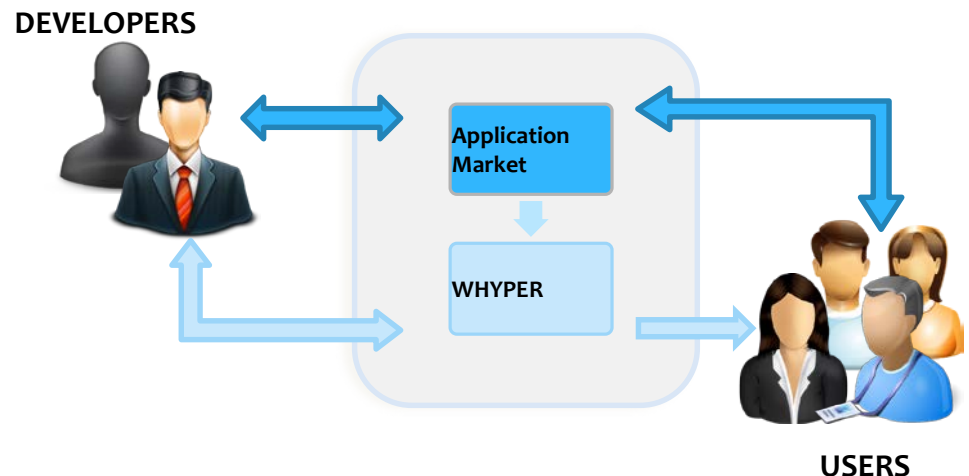 DEVELOPERS
Application
Market
WHYPER
USERS